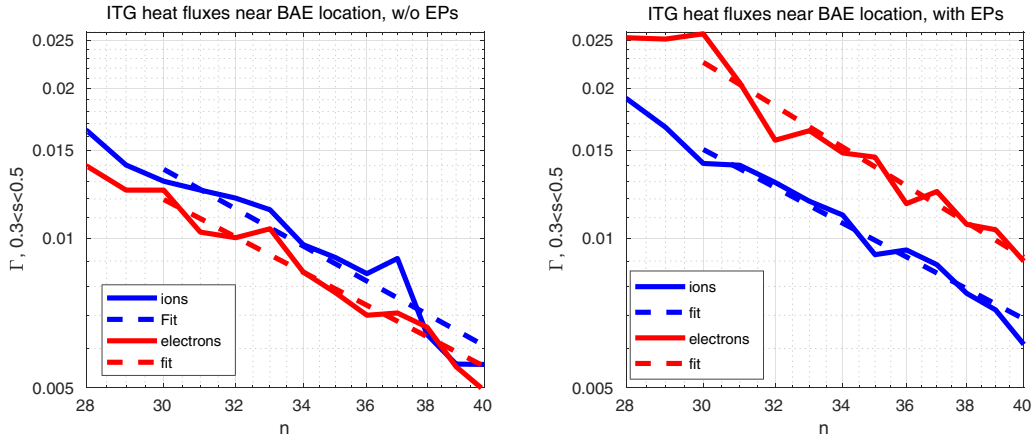 ITG heat fluxes near BAE location, w/o EPs
0.025
0.02
0.015
0.01
0.005
Γ, 0.3<s<0.5
ions
Fit
electrons
fit
28 30 32 34 36 38 40
n
ITG heat fluxes near BAE location, with EPs
0.025
0.02
0.015
0.01
0.005
Γ, 0.3<s<0.5
ions
fit
electrons
fit
28 30 32 34 36 38 40
n